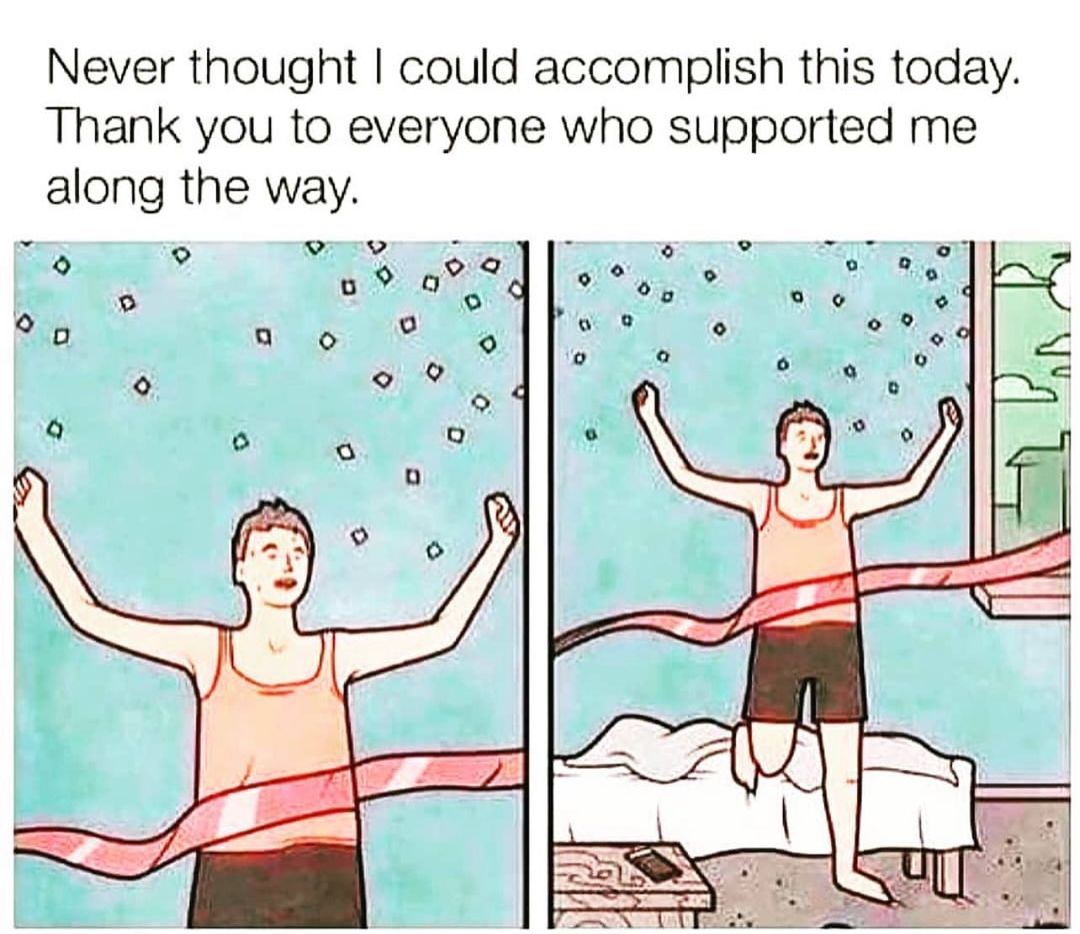 Never thought I could accomplish this today.
Thank you to everyone who supported me
along the way.